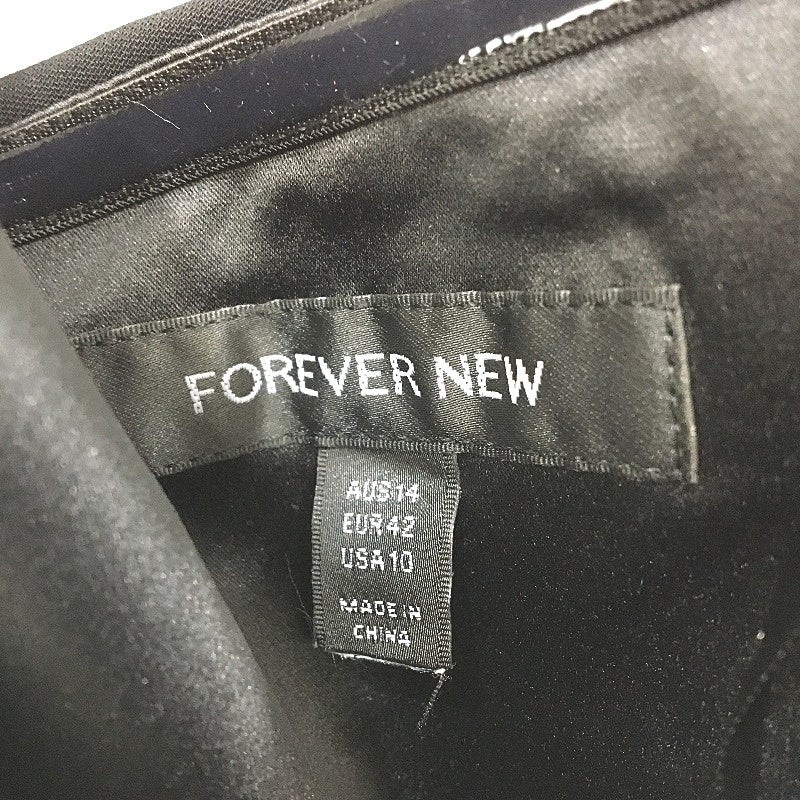 FOREVER NEW
AUS14
EUR42
USA10
MADE IN
CHINA